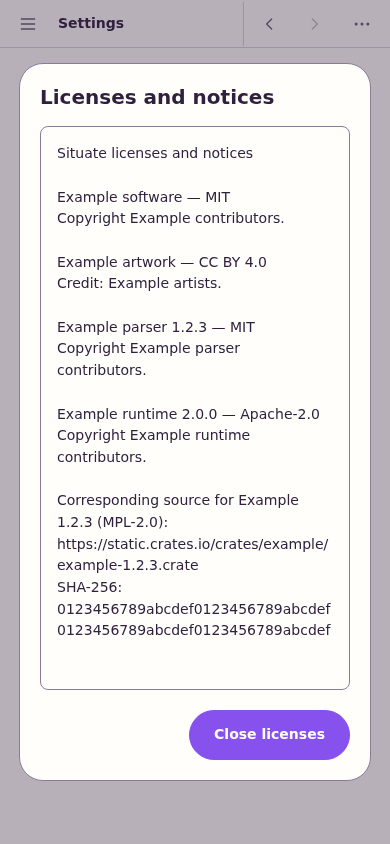 Settings
Licenses and notices
Situate licenses and notices
Example software — MIT
Copyright Example contributors.
Example artwork — CC BY 4.0
Credit: Example artists.
Example parser 1.2.3 — MIT
Copyright Example parser
contributors.
Example runtime 2.0.0 — Apache-2.0
Copyright Example runtime
contributors.
Corresponding source for Example
1.2.3 (MPL-2.0):
https://static.crates.io/crates/example/
example-1.2.3.crate
SHA-256:
0123456789abcdef0123456789abcdef
0123456789abcdef0123456789abcdef
Close licenses